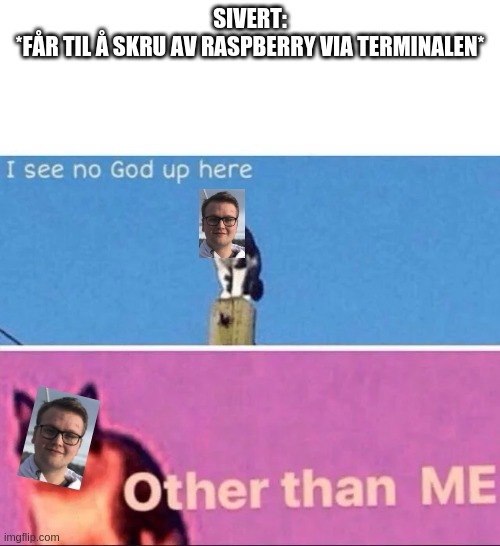 SIVERT:
*FÅR TIL Å SKRU AV RASPBERRY VIA TERMINALEN*
I see no God up here
Other than ME
imgflip.com